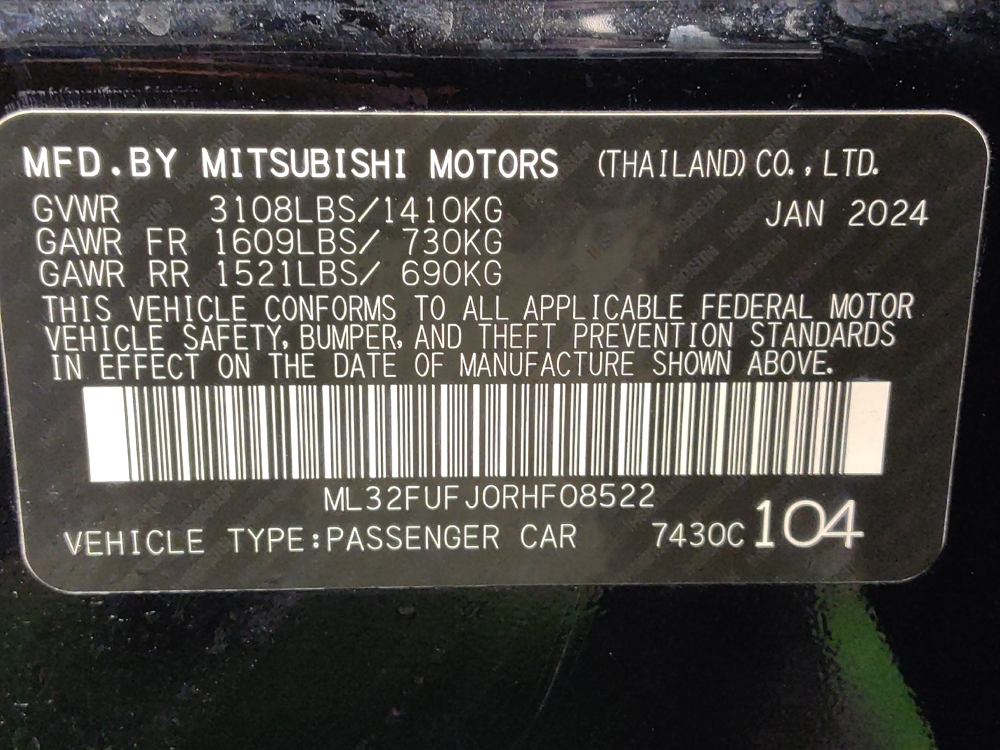 MFD.BY MITSUBISHI MOTORS (THAILAND) CO., LTD.
GVWR 3108LBS/1410KG JAN 2024
GAWR FR 1609LBS/ 730KG
GAWR RR 1521LBS/ 690KG
THIS VEHICLE CONFORMS TO ALL APPLICABLE FEDERAL MOTOR
VEHICLE SAFETY, BUMPER, AND THEFT PREVENTION STANDARDS
IN EFFECT ON THE DATE OF MANUFACTURE SHOWN ABOVE.
ML32FUFJ0RHF08522
VEHICLE TYPE:PASSENGER CAR 7430C 104